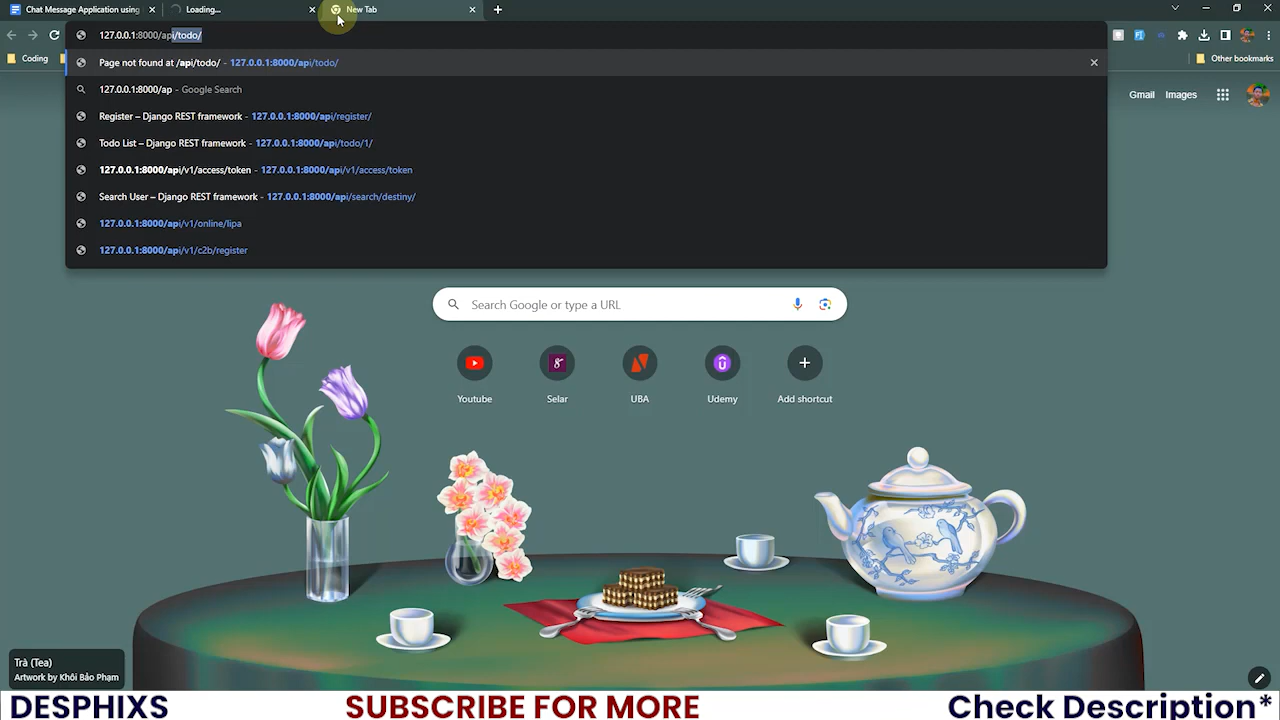 Chat Message Application using
Loading...
New Tab
127.0.0.1:8000/api/todo/
Coding
Other bookmarks
Page not found at /api/todo/ - 127.0.0.1:8000/api/todo/
127.0.0.1:8000/ap - Google Search
Register – Django REST framework - 127.0.0.1:8000/api/register/
Todo List – Django REST framework - 127.0.0.1:8000/api/todo/1/
127.0.0.1:8000/api/v1/access/token - 127.0.0.1:8000/api/v1/access/token
Search User – Django REST framework - 127.0.0.1:8000/api/search/destiny/
127.0.0.1:8000/api/v1/online/lipa
127.0.0.1:8000/api/v1/c2b/register
Gmail Images
Search Google or type a URL
Youtube Selar UBA Udemy Add shortcut
Trà (Tea)
Artwork by Khôi Bảo Phạm
DESPHIXS SUBSCRIBE FOR MORE Check Description*